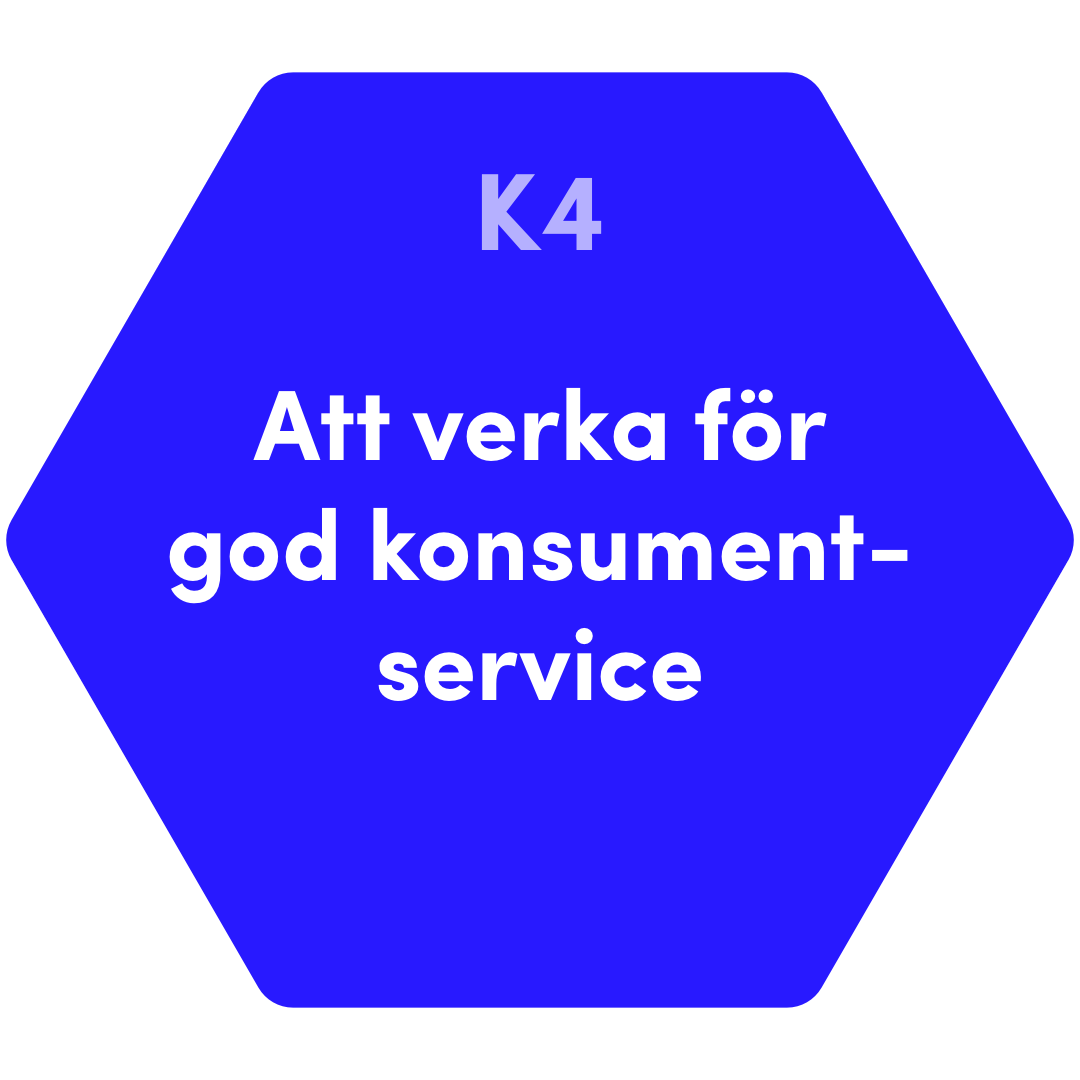 K4
Att verka för
god konsument-
service